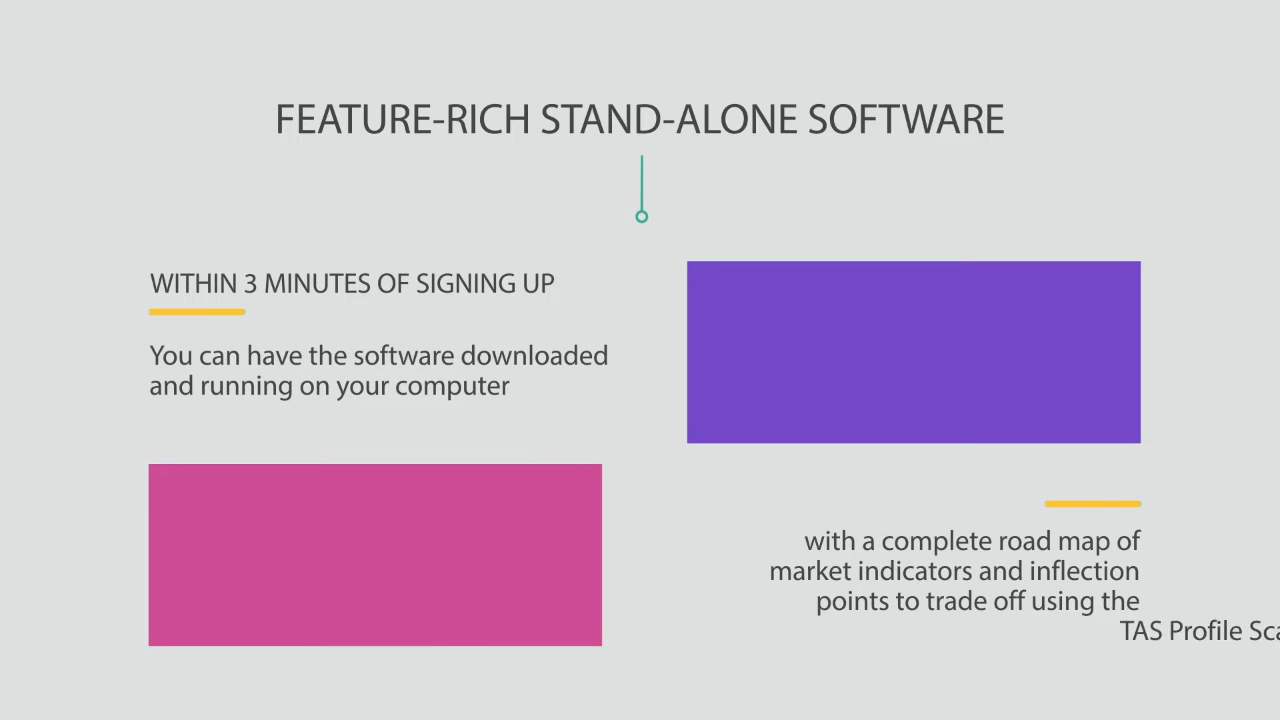 FEATURE-RICH STAND-ALONE SOFTWARE
WITHIN 3 MINUTES OF SIGNING UP
You can have the software downloaded
and running on your computer
with a complete road map of
market indicators and inflection
points to trade off using the
TAS Profile